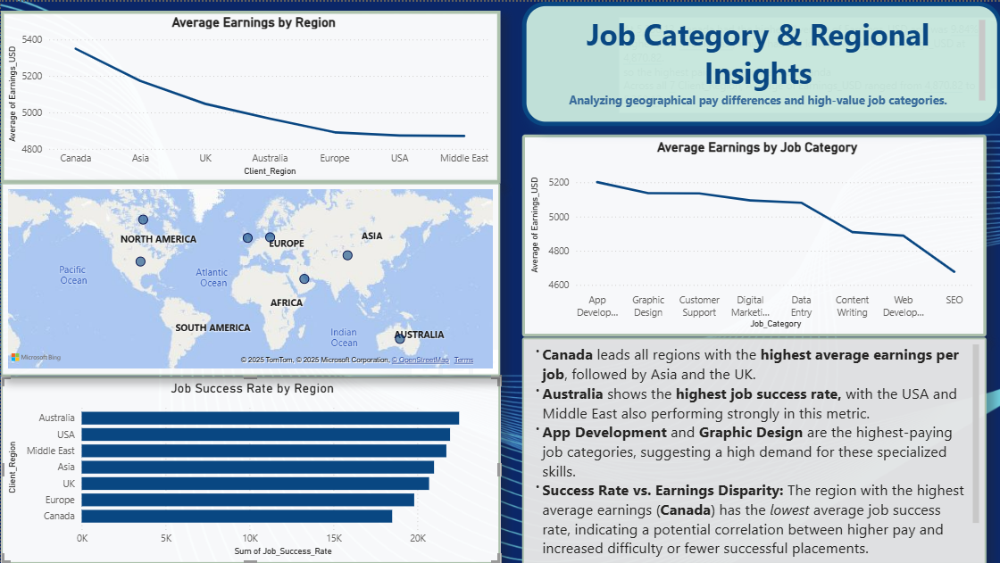 Average Earnings by Region
Average of Earnings_USD
5400
5200
5000
4800
Canada Asia UK Australia Europe USA Middle East
Client_Region
NORTH AMERICA
EUROPE
ASIA
Pacific
Ocean
Atlantic
Ocean
AFRICA
SOUTH AMERICA
Indian
Ocean
AUSTRALIA
Microsoft Bing
© 2025 TomTom, © 2025 Microsoft Corporation, © OpenStreetMap Terms
Job Success Rate by Region
Client_Region
Australia
USA
Middle East
Asia
UK
Europe
Canada
0K 5K 10K 15K 20K
Sum of Job_Success_Rate
Job Category & Regional
Insights
Analyzing geographical pay differences and high-value job categories.
Average Earnings by Job Category
Average of Earnings_USD
5200
5000
4800
4600
App Graphic Customer Digital Data Content Web SEO
Develop... Design Support Marketi... Entry Writing Develop...
Job_Category
• Canada leads all regions with the highest average earnings per
job, followed by Asia and the UK.
• Australia shows the highest job success rate, with the USA and
Middle East also performing strongly in this metric.
• App Development and Graphic Design are the highest-paying
job categories, suggesting a high demand for these specialized
skills.
• Success Rate vs. Earnings Disparity: The region with the highest
average earnings (Canada) has the lowest average job success
rate, indicating a potential correlation between higher pay and
increased difficulty or fewer successful placements.